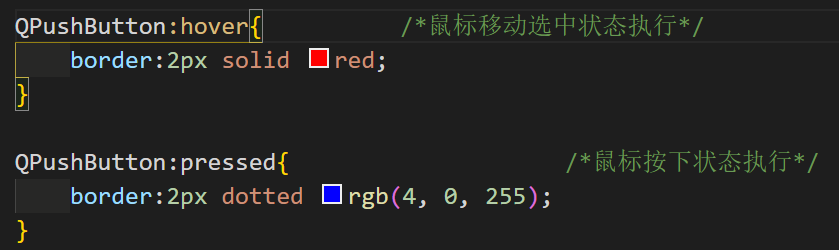 QPushButton:hover{ /*鼠标移动选中状态执行*/
border:2px solid red;
}
QPushButton:pressed{ /*鼠标按下状态执行*/
border:2px dotted rgb(4, 0, 255);
}